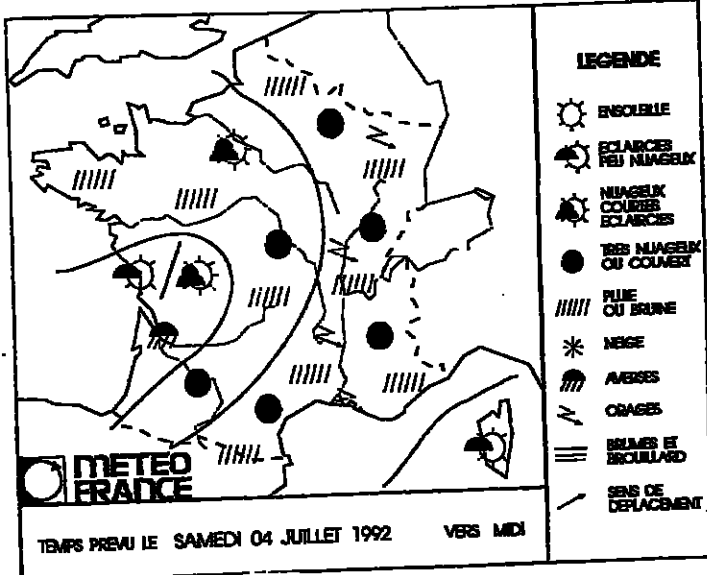 LEGENDE
ENSOLEILLE
ECLAIRCIES
PEU NUAGEUX
NUAGEUX
COURTES
ECLAIRCIES
TRES NUAGEUX
OU COUVERT
PLUIE
OU BRUINE
NEIGE
AVERSES
ORAGES
BRUMES ET
BROUILLARD
SENS DE
DEPLACEMENT
METEO
FRANCE
TEMPS PREVU LE SAMEDI 04 JUILLET 1992 VERS MIDI